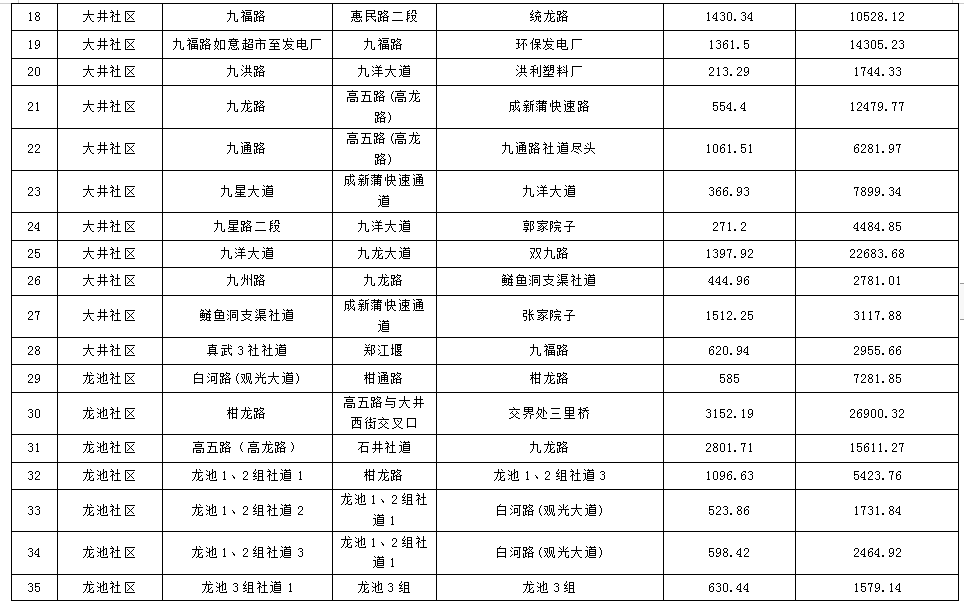 18 大井社区 九福路 惠民路二段 统龙路 1430.34 10528.12
19 大井社区 九福路如意超市至发电厂 九福路 环保发电厂 1361.5 14305.23
20 大井社区 九洪路 九洋大道 洪利塑料厂 213.29 1744.33
21 大井社区 九龙路 高五路(高龙路) 成新蒲快速路 554.4 12479.77
22 大井社区 九通路 高五路(高龙路) 九通路社道尽头 1061.51 6281.97
23 大井社区 九星大道 成新蒲快速通道 九洋大道 366.93 7899.34
24 大井社区 九星路二段 九洋大道 郭家院子 271.2 4484.85
25 大井社区 九洋大道 九龙大道 双九路 1397.92 22683.68
26 大井社区 九州路 九龙路 鲢鱼洞支渠社道 444.96 2781.01
27 大井社区 鲢鱼洞支渠社道 成新蒲快速通道 张家院子 1512.25 3117.88
28 大井社区 真武3社社道 郑江堰 九福路 620.94 2955.66
29 龙池社区 白河路(观光大道) 柑通路 柑龙路 585 7281.85
30 龙池社区 柑龙路 高五路与大井西街交叉口 交界处三里桥 3152.19 26900.32
31 龙池社区 高五路（高龙路） 石井社道 九龙路 2801.71 15611.27
32 龙池社区 龙池1、2组社道1 柑龙路 龙池1、2组社道3 1096.63 5423.76
33 龙池社区 龙池1、2组社道2 龙池1、2组社道1 白河路(观光大道) 523.86 1731.84
34 龙池社区 龙池1、2组社道3 龙池1、2组社道1 白河路(观光大道) 598.42 2464.92
35 龙池社区 龙池3组社道1 龙池3组 龙池3组 630.44 1579.14